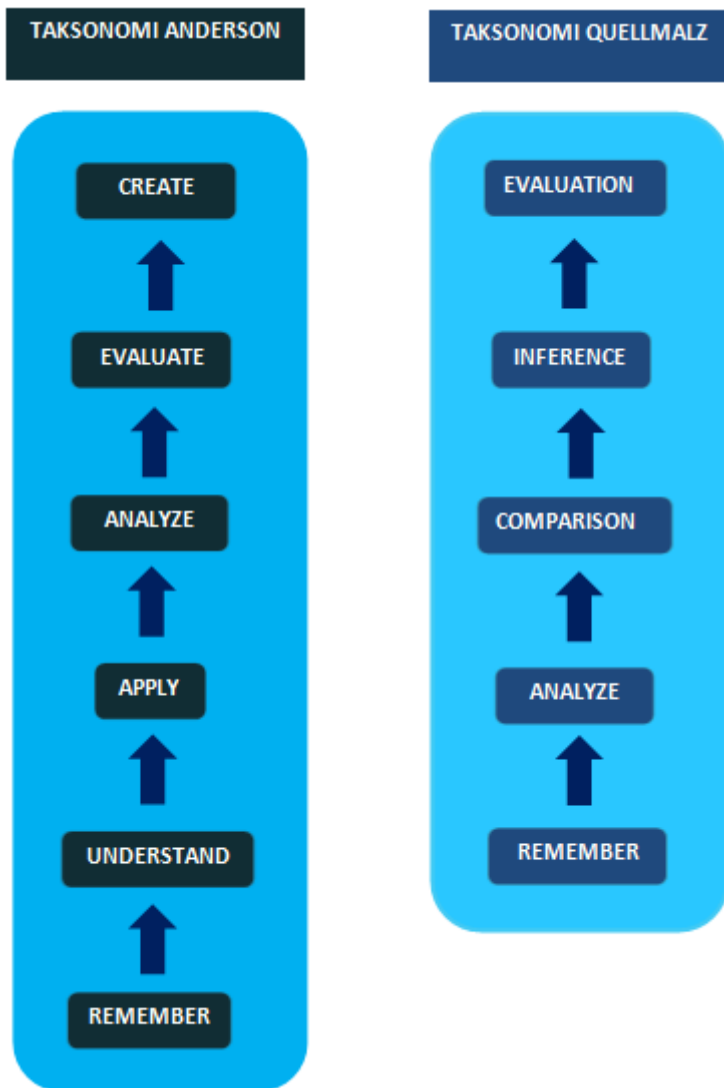 TAKSONOMI ANDERSON
CREATE
EVALUATE
ANALYZE
APPLY
UNDERSTAND
REMEMBER
TAKSONOMI QUELLMALZ
EVALUATION
INFERENCE
COMPARISON
ANALYZE
REMEMBER